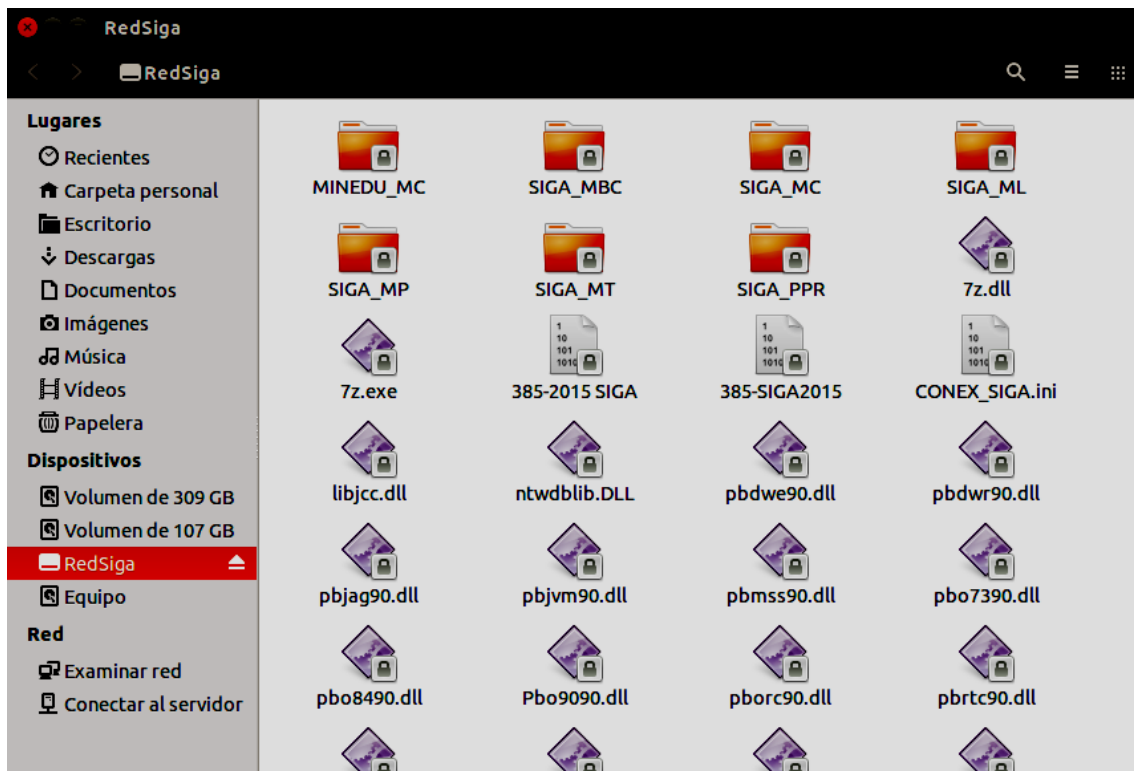 RedSiga
RedSiga
Lugares
Recientes
Carpeta personal
Escritorio
Descargas
Documentos
Imágenes
Música
Vídeos
Papelera
Dispositivos
Volumen de 309 GB
Volumen de 107 GB
RedSiga
Equipo
Red
Examinar red
Conectar al servidor
MINEDU_MC
SIGA_MBC
SIGA_MC
SIGA_ML
SIGA_MP
SIGA_MT
SIGA_PPR
7z.dll
7z.exe
385-2015 SIGA
385-SIGA2015
CONEX_SIGA.ini
libjcc.dll
ntwdblib.DLL
pbdwe90.dll
pbdwr90.dll
pbjag90.dll
pbjvm90.dll
pbmss90.dll
pbo7390.dll
pbo8490.dll
Pbo9090.dll
pborc90.dll
pbrtc90.dll